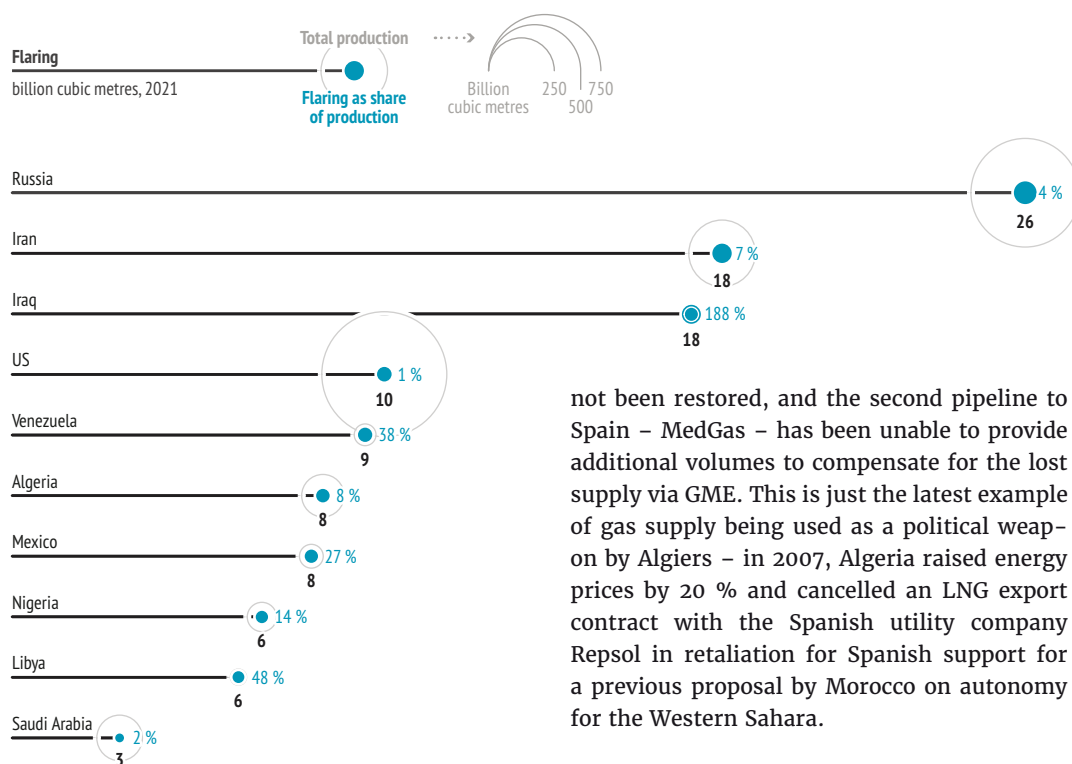 Flaring
billion cubic metres, 2021
Total production
Flaring as share
of production
Billion
cubic metres
250
500
750
Russia
4 %
26
Iran
7 %
18
Iraq
188 %
18
US
1 %
10
Venezuela
38 %
9
Algeria
8 %
8
Mexico
27 %
8
Nigeria
14 %
6
Libya
48 %
6
Saudi Arabia
2 %
3
not been restored, and the second pipeline to
Spain – MedGas – has been unable to provide
additional volumes to compensate for the lost
supply via GME. This is just the latest example
of gas supply being used as a political weap-
on by Algiers – in 2007, Algeria raised energy
prices by 20 % and cancelled an LNG export
contract with the Spanish utility company
Repsol in retaliation for Spanish support for
a previous proposal by Morocco on autonomy
for the Western Sahara.